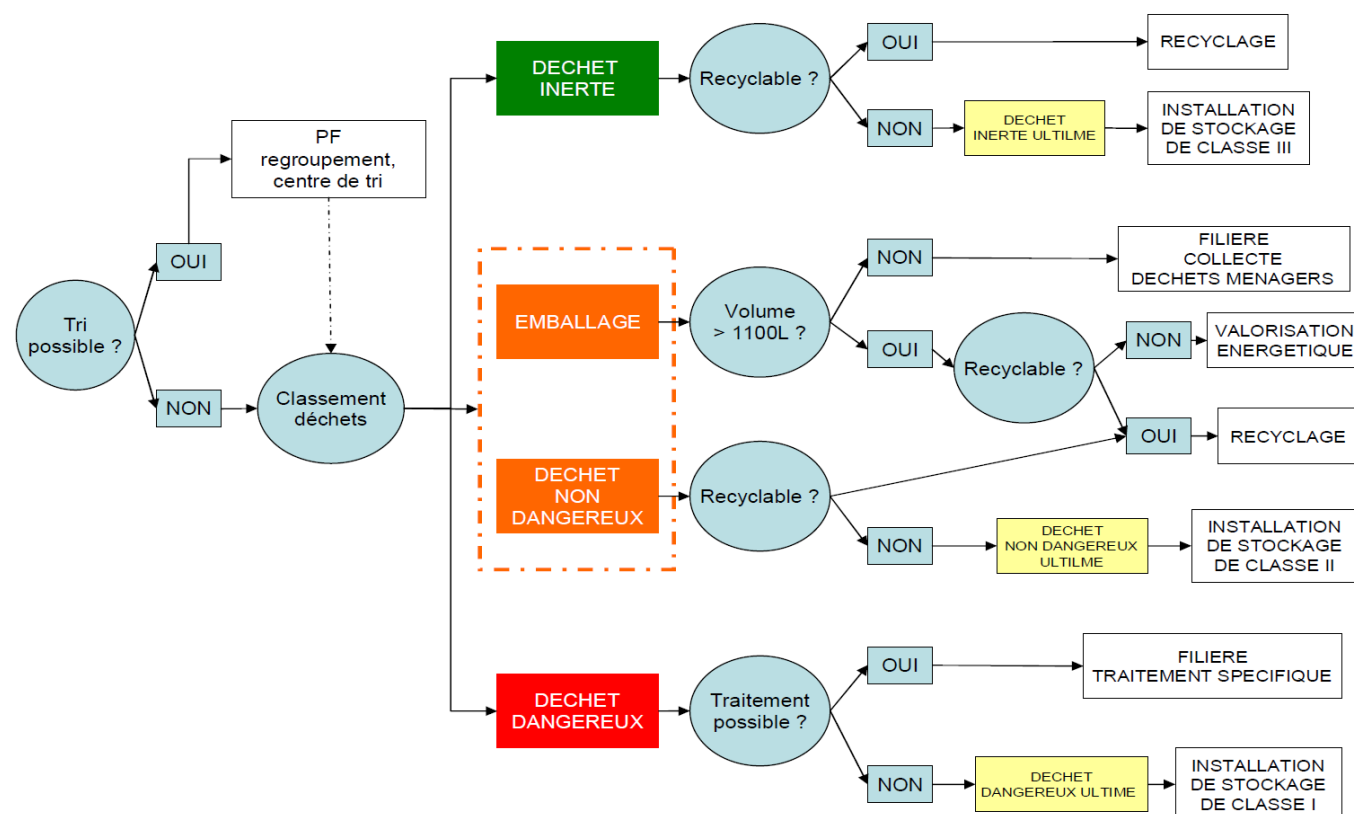 Tri
possible ?
OUI
NON
PF
regroupement,
centre de tri
Classement
déchets
DECHET
INERTE
Recyclable ?
OUI
RECYCLAGE
NON
DECHET
INERTE ULTILME
INSTALLATION
DE STOCKAGE
DE CLASSE III
EMBALLAGE
Volume
> 1100L ?
NON
FILIERE
COLLECTE
DECHETS MENAGERS
OUI
Recyclable ?
NON
VALORISATION
ENERGETIQUE
OUI
RECYCLAGE
DECHET
NON
DANGEREUX
Recyclable ?
NON
DECHET
NON DANGEREUX
ULTILME
INSTALLATION
DE STOCKAGE
DE CLASSE II
DECHET
DANGEREUX
Traitement
possible ?
OUI
FILIERE
TRAITEMENT SPECIFIQUE
NON
DECHET
DANGEREUX ULTIME
INSTALLATION
DE STOCKAGE
DE CLASSE I